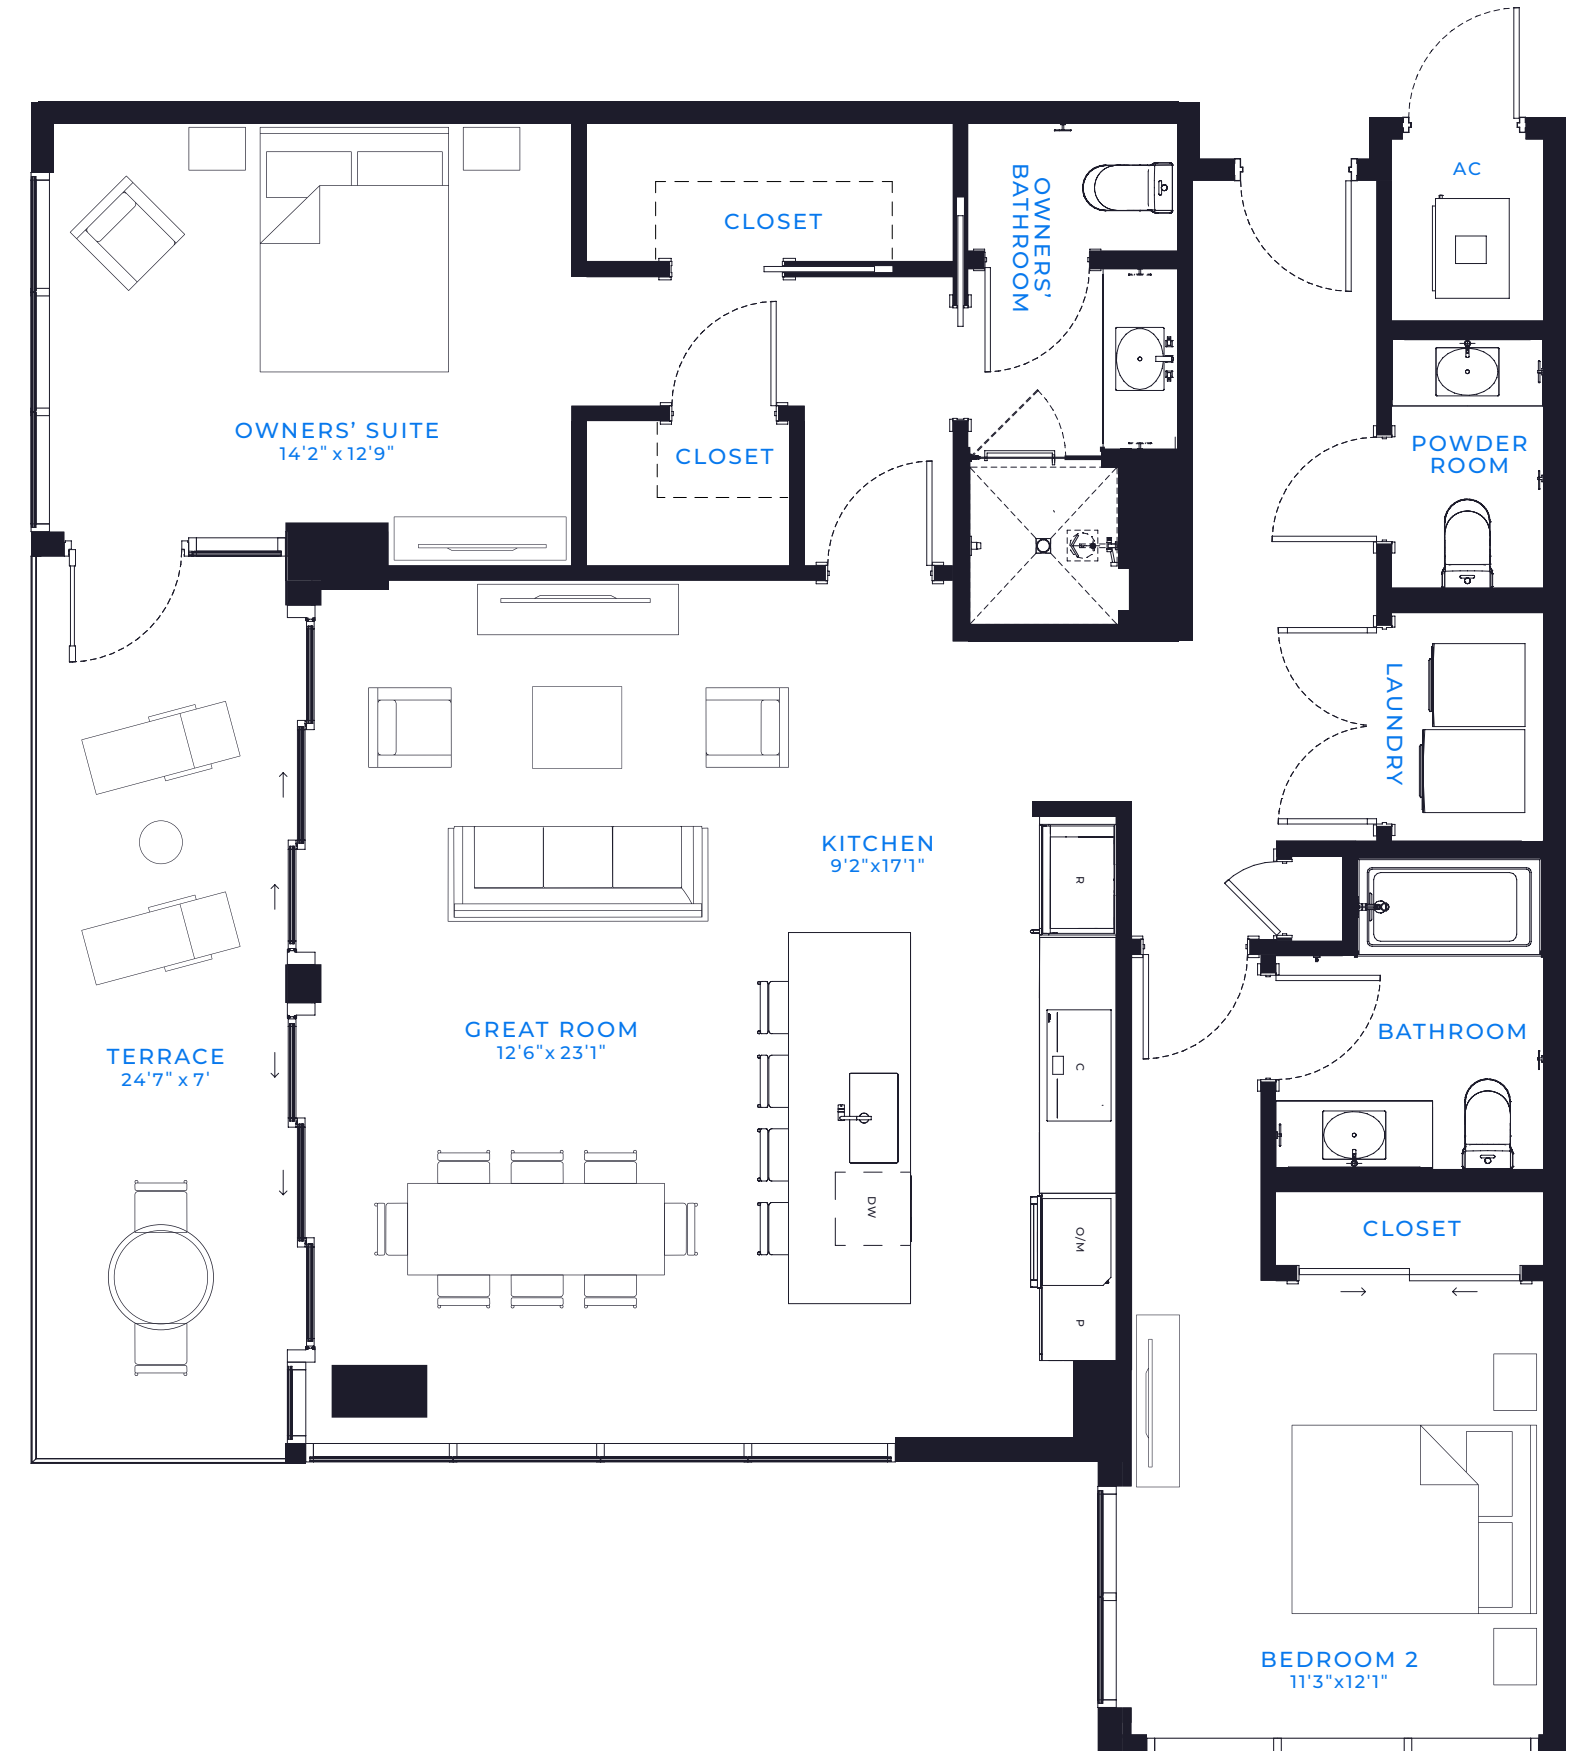 AC
CLOSET
OWNERS'
BATHROOM
OWNERS' SUITE
14'2" x 12'9"
CLOSET
POWDER
ROOM
LAUNDRY
KITCHEN
9'2"x17'1"
R
GREAT ROOM
12'6"x 23'1"
TERRACE
24'7" x 7'
C
BATHROOM
DW
O/M
CLOSET
P
BEDROOM 2
11'3"x12'1"